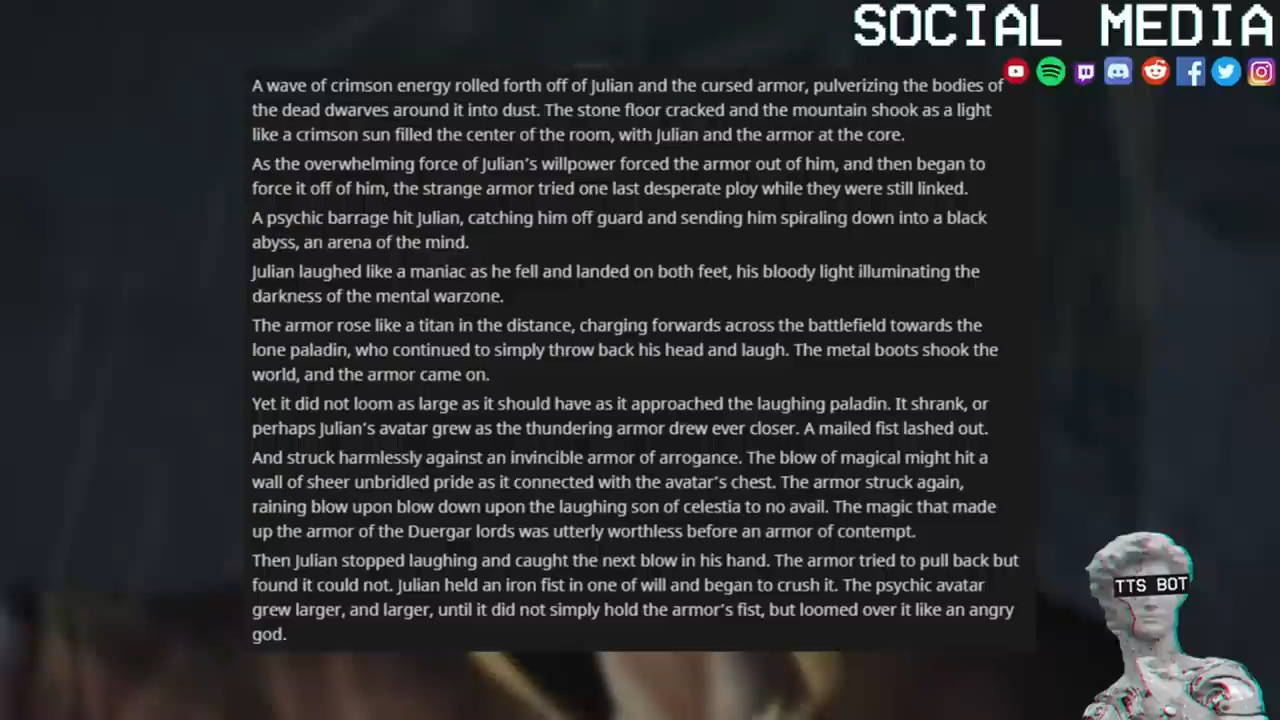 SOCIAL MEDIA
A wave of crimson energy rolled forth off of Julian and the cursed armor, pulverizing the bodies of
the dead dwarves around it into dust. The stone floor cracked and the mountain shook as a light
like a crimson sun filled the center of the room, with Julian and the armor at the core.
As the overwhelming force of Julian’s willpower forced the armor out of him, and then began to
force it off of him, the strange armor tried one last desperate ploy while they were still linked.
A psychic barrage hit Julian, catching him off guard and sending him spiraling down into a black
abyss, an arena of the mind.
Julian laughed like a maniac as he fell and landed on both feet, his bloody light illuminating the
darkness of the mental warzone.
The armor rose like a titan in the distance, charging forwards across the battlefield towards the
lone paladin, who continued to simply throw back his head and laugh. The metal boots shook the
world, and the armor came on.
Yet it did not loom as large as it should have as it approached the laughing paladin. It shrank, or
perhaps Julian’s avatar grew as the thundering armor drew ever closer. A mailed fist lashed out.
And struck harmlessly against an invincible armor of arrogance. The blow of magical might hit a
wall of sheer unbridled pride as it connected with the avatar’s chest. The armor struck again,
raining blow upon blow down upon the laughing son of celestia to no avail. The magic that made
up the armor of the Duergar lords was utterly worthless before an armor of contempt.
Then Julian stopped laughing and caught the next blow in his hand. The armor tried to pull back but
found it could not. Julian held an iron fist in one of will and began to crush it. The psychic avatar
grew larger, and larger, until it did not simply hold the armor’s fist, but loomed over it like an angry
god.
TTS BOT